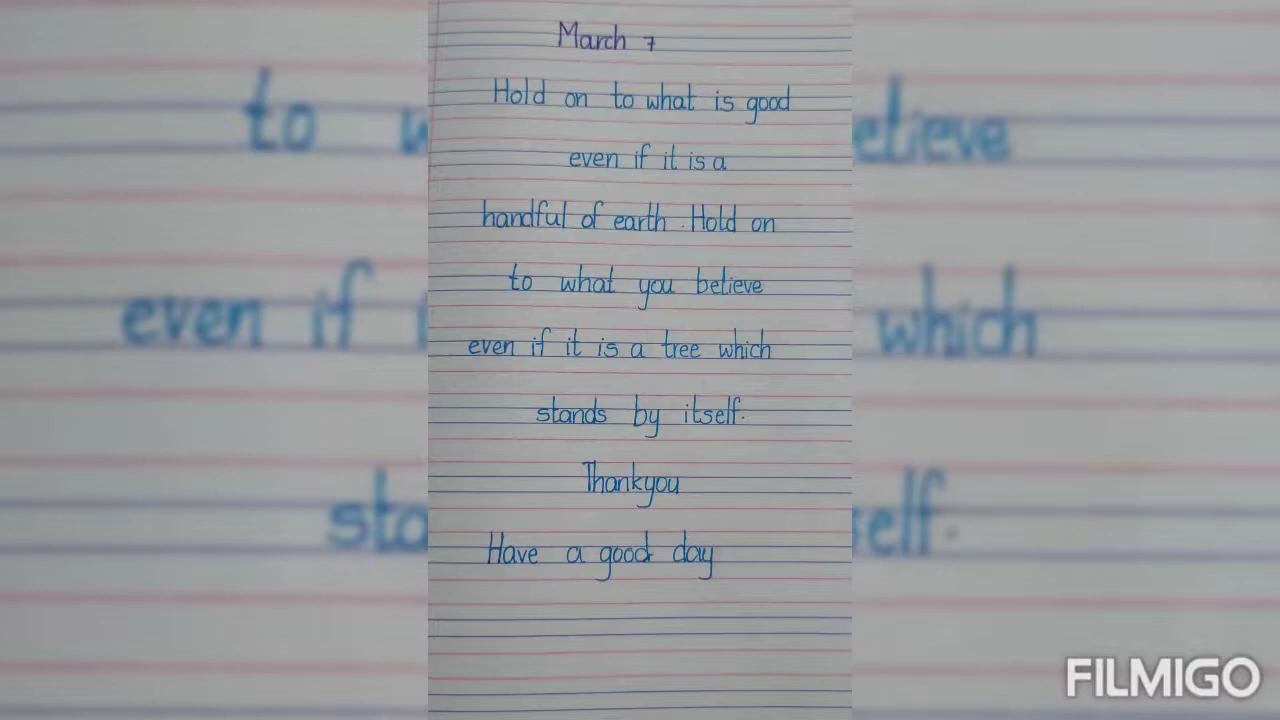 March 7
Hold on to what is good
even if it is a
handful of earth. Hold on
to what you believe
even if it is a tree which
stands by itself.
Thankyou
Have a good day
FILMIGO